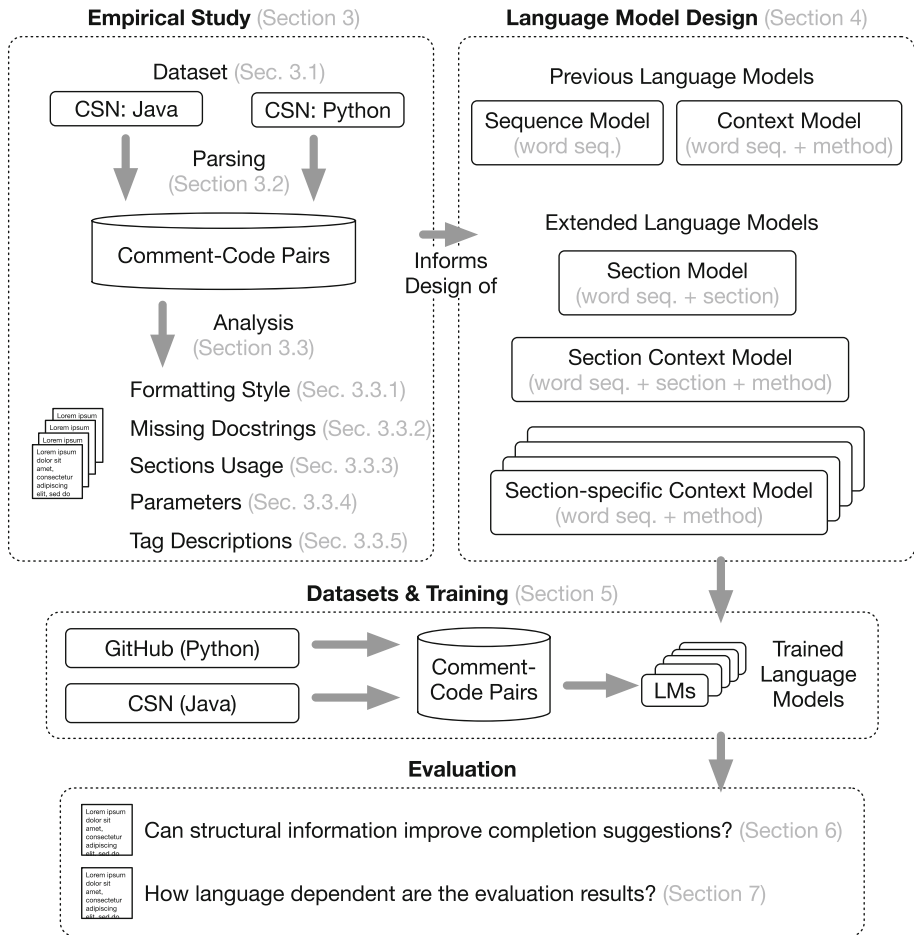 Empirical Study (Section 3)
Dataset (Sec. 3.1)
CSN: Java
CSN: Python
Parsing
(Section 3.2)
Comment-Code Pairs
Analysis
(Section 3.3)
Formatting Style (Sec. 3.3.1)
Missing Docstrings (Sec. 3.3.2)
Sections Usage (Sec. 3.3.3)
Parameters (Sec. 3.3.4)
Tag Descriptions (Sec. 3.3.5)
Lorem ipsum
Lorem ipsum
Lorem ipsum
Lorem ipsum
dolor sit
amet,
consectetur
adipiscing
elit, sed do
Informs
Design of
Language Model Design (Section 4)
Previous Language Models
Sequence Model
(word seq.)
Context Model
(word seq. + method)
Extended Language Models
Section Model
(word seq. + section)
Section Context Model
(word seq. + section + method)
Section-specific Context Model
(word seq. + method)
Datasets & Training (Section 5)
GitHub (Python)
CSN (Java)
Comment-
Code Pairs
LMs
Trained
Language
Models
Evaluation
Lorem ipsum
dolor sit
amet,
consectetur
adipiscing
elit, sed do
Can structural information improve completion suggestions? (Section 6)
Lorem ipsum
dolor sit
amet,
consectetur
adipiscing
elit, sed do
How language dependent are the evaluation results? (Section 7)